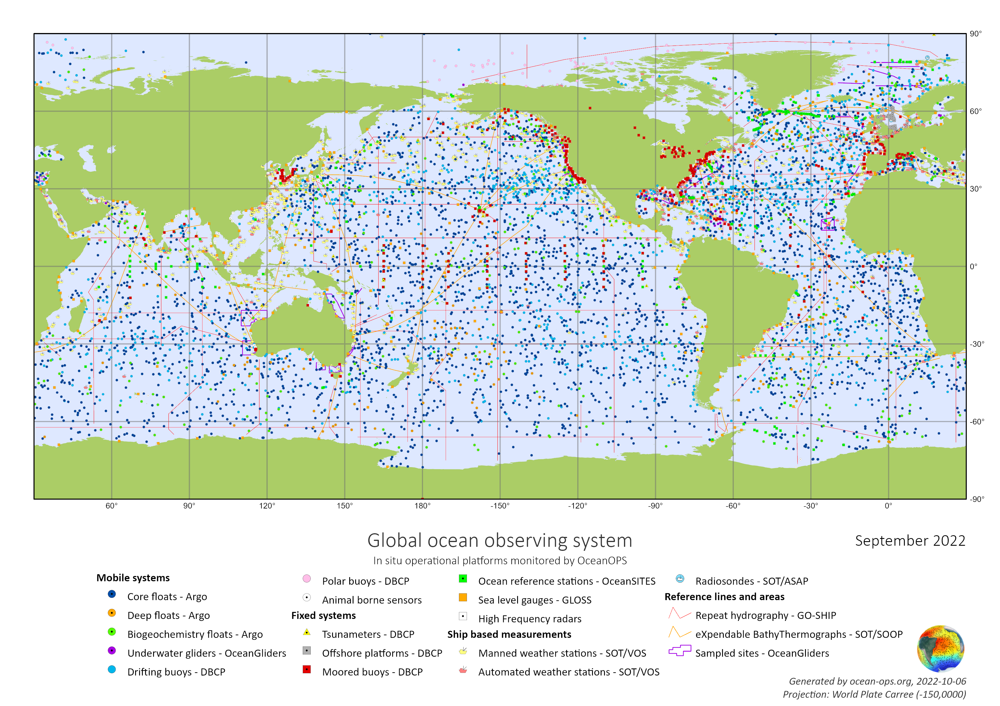 90°
60°
30°
0°
-30°
-60°
-90°
60°
90°
120°
150°
180°
-150°
-120°
-90°
-60°
-30°
0°
Global ocean observing system
September 2022
In situ operational platforms monitored by OceanOPS
Mobile systems
Core floats - Argo
Deep floats - Argo
Biogeochemistry floats - Argo
Underwater gliders - OceanGliders
Drifting buoys - DBCP
Polar buoys - DBCP
Animal borne sensors
Fixed systems
Tsunameters - DBCP
Offshore platforms - DBCP
Moored buoys - DBCP
Ocean reference stations - OceanSITES
Sea level gauges - GLOSS
High Frequency radars
Ship based measurements
Manned weather stations - SOT/VOS
Automated weather stations - SOT/VOS
Radiosondes - SOT/ASAP
Reference lines and areas
Repeat hydrography - GO-SHIP
eXpendable BathyThermographs - SOT/SOOP
Sampled sites - OceanGliders
Generated by ocean-ops.org, 2022-10-06
Projection: World Plate Carree (-150,0000)